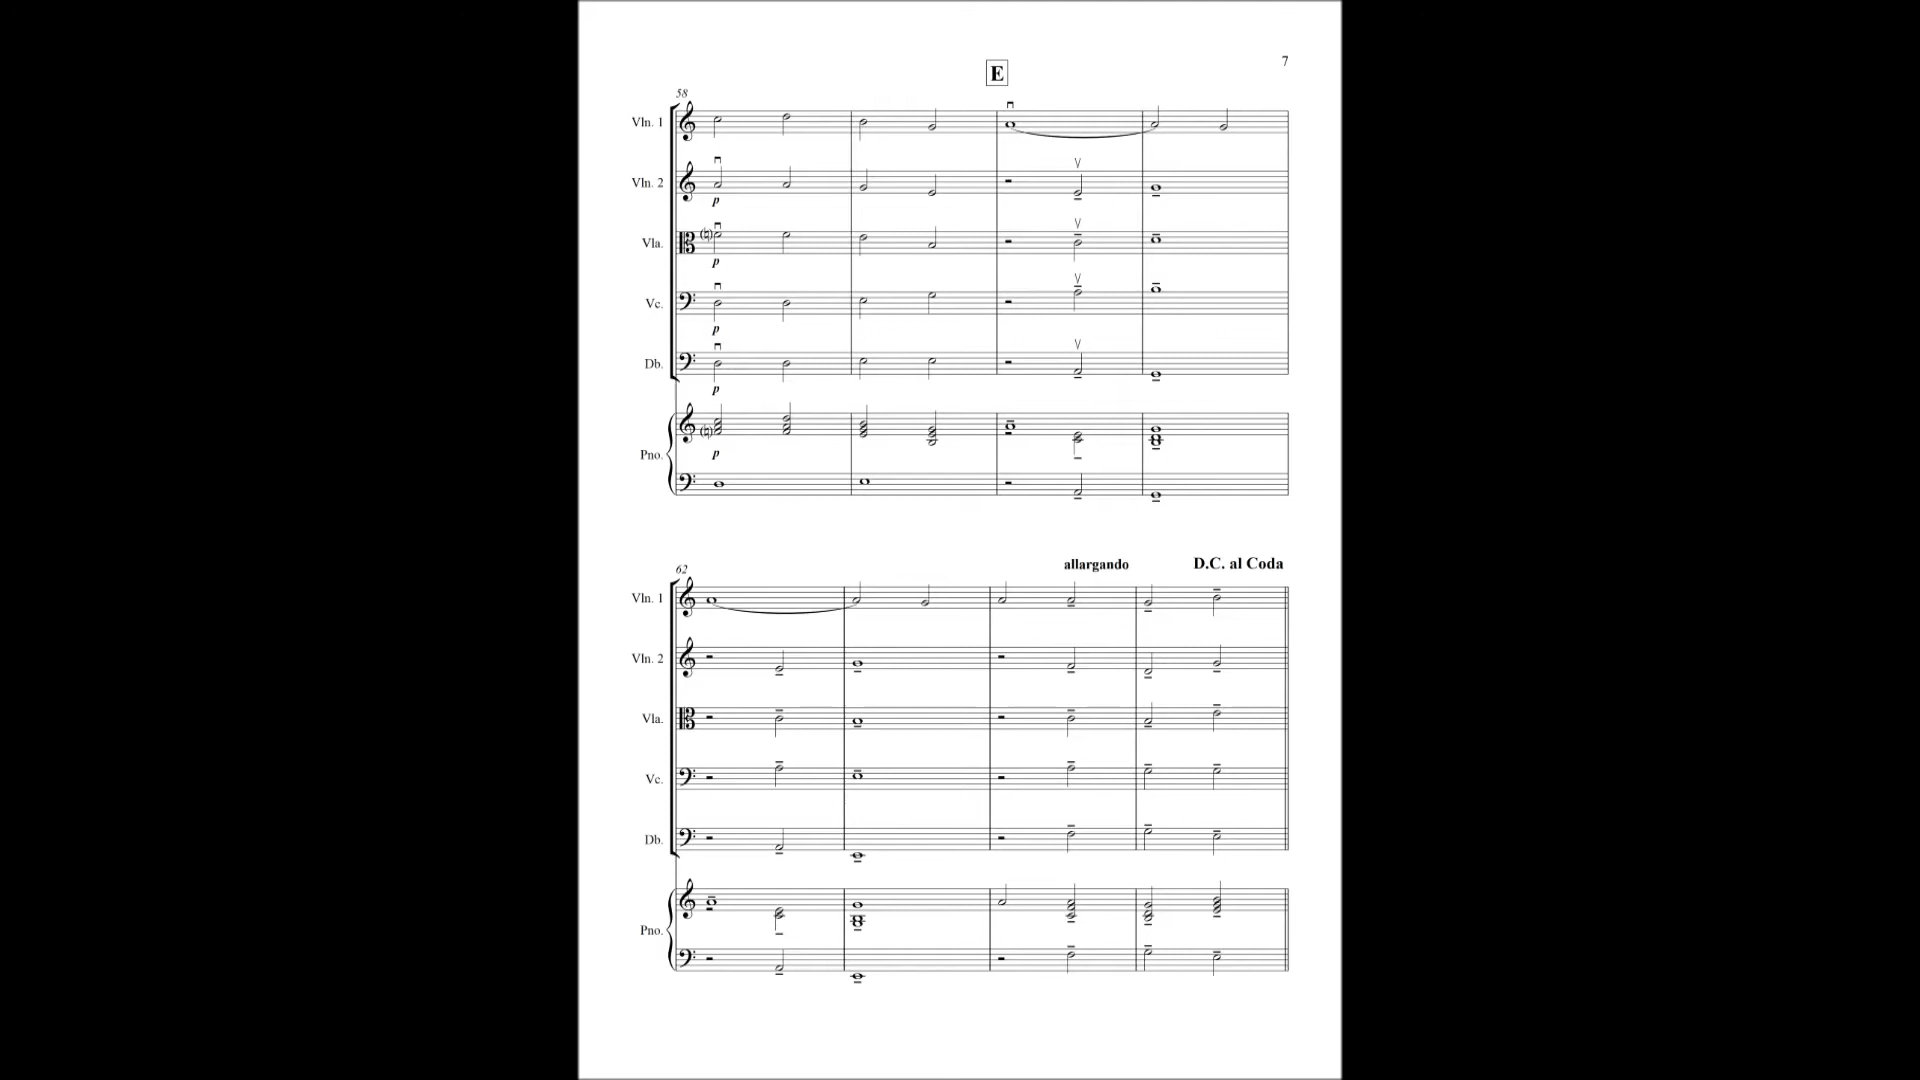 7
E
58
Vln. 1
Vln. 2
p
Vla.
p
Vc.
p
Db.
p
Pno.
p
allargando D.C. al Coda
62
Vln. 1
Vln. 2
Vla.
Vc.
Db.
Pno.